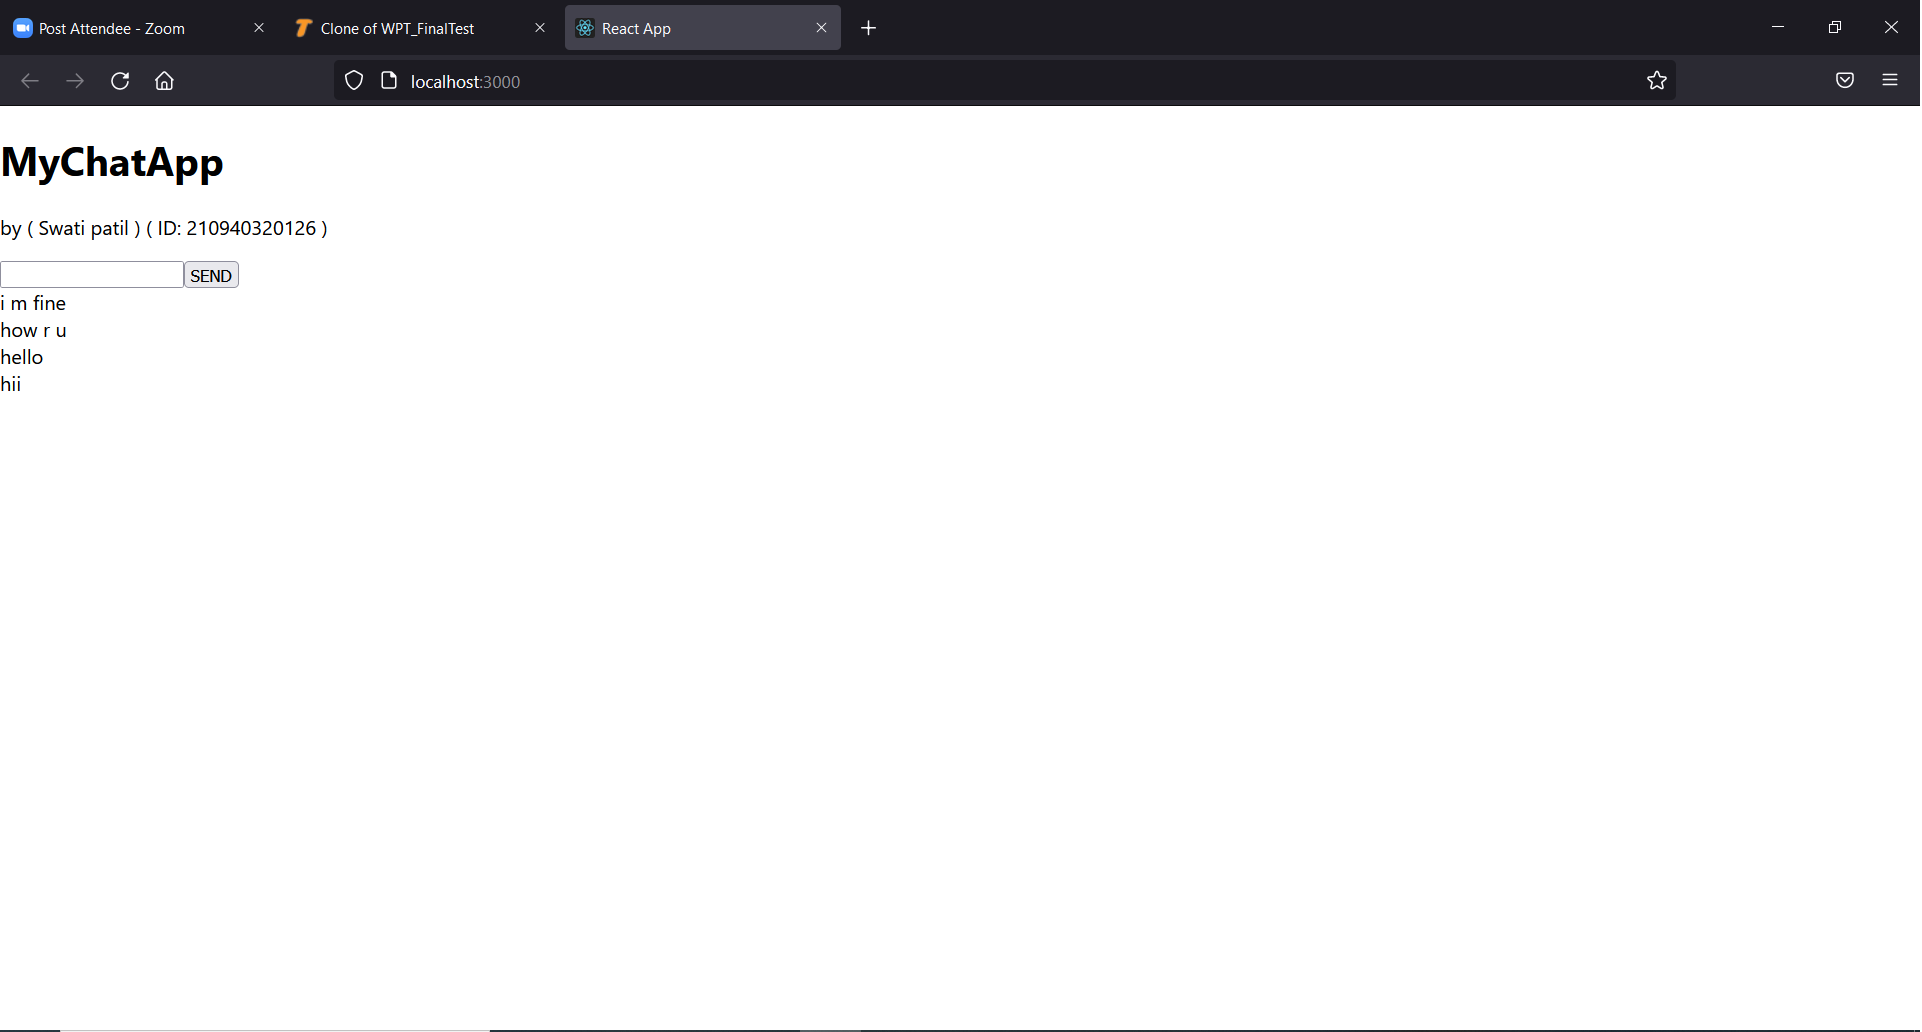 Post Attendee - Zoom
Clone of WPT_FinalTest
React App
localhost:3000
MyChatApp
by ( Swati patil ) ( ID: 210940320126 )
SEND
i m fine
how r u
hello
hii